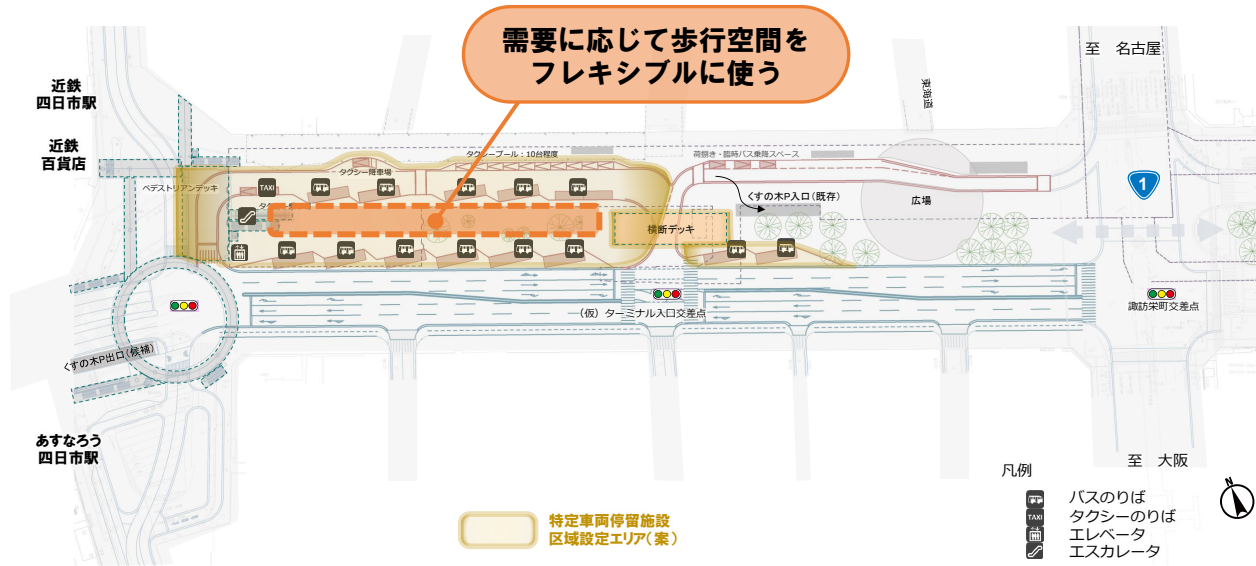 需要に応じて歩行空間を
フレキシブルに使う
至 名古屋
近鉄
四日市駅
東海道
近鉄
百貨店
タクシープール:10台程度
荷捌き・臨時バス乗降スペース
タクシー降車場
ペデストリアンデッキ
TAXI
1
くすの木P入口(既存)
広場
横断デッキ
(仮)ターミナル入口交差点
諏訪栄町交差点
くすの木P出口(候補)
あすなろう
四日市駅
至 大阪
凡例
N
バスのりば
TAXI
タクシーのりば
エレベータ
エスカレータ
特定車両停留施設
区域設定エリア(案)